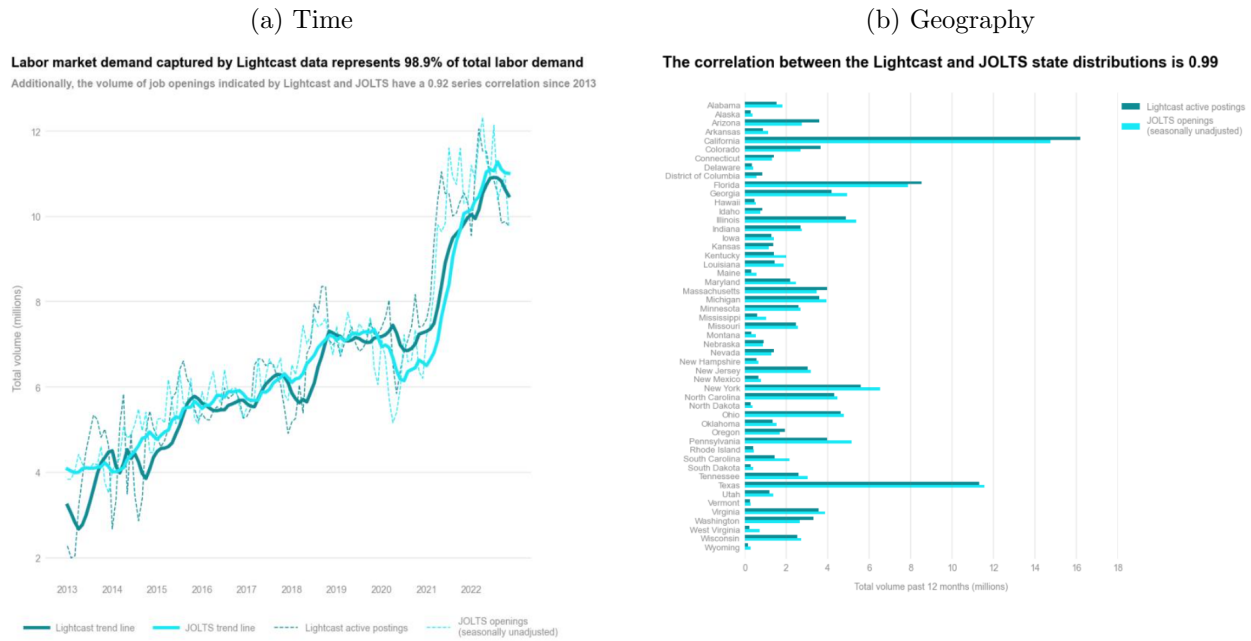 (a) Time
Labor market demand captured by Lightcast data represents 98.9% of total labor demand
Additionally, the volume of job openings indicated by Lightcast and JOLTS have a 0.92 series correlation since 2013
Total volume (millions)
12
10
8
6
4
2
2013 2014 2015 2016 2017 2018 2019 2020 2021 2022
Lightcast trend line
JOLTS trend line
Lightcast active postings
JOLTS openings
(seasonally unadjusted)
(b) Geography
The correlation between the Lightcast and JOLTS state distributions is 0.99
Lightcast active postings
JOLTS openings
(seasonally unadjusted)
Alabama
Alaska
Arizona
Arkansas
California
Colorado
Connecticut
Delaware
District of Columbia
Florida
Georgia
Hawaii
Idaho
Illinois
Indiana
Iowa
Kansas
Kentucky
Louisiana
Maine
Maryland
Massachusetts
Michigan
Minnesota
Mississippi
Missouri
Montana
Nebraska
Nevada
New Hampshire
New Jersey
New Mexico
New York
North Carolina
North Dakota
Ohio
Oklahoma
Oregon
Pennsylvania
Rhode Island
South Carolina
South Dakota
Tennessee
Texas
Utah
Vermont
Virginia
Washington
West Virginia
Wisconsin
Wyoming
0 2 4 6 8 10 12 14 16 18
Total volume past 12 months (millions)